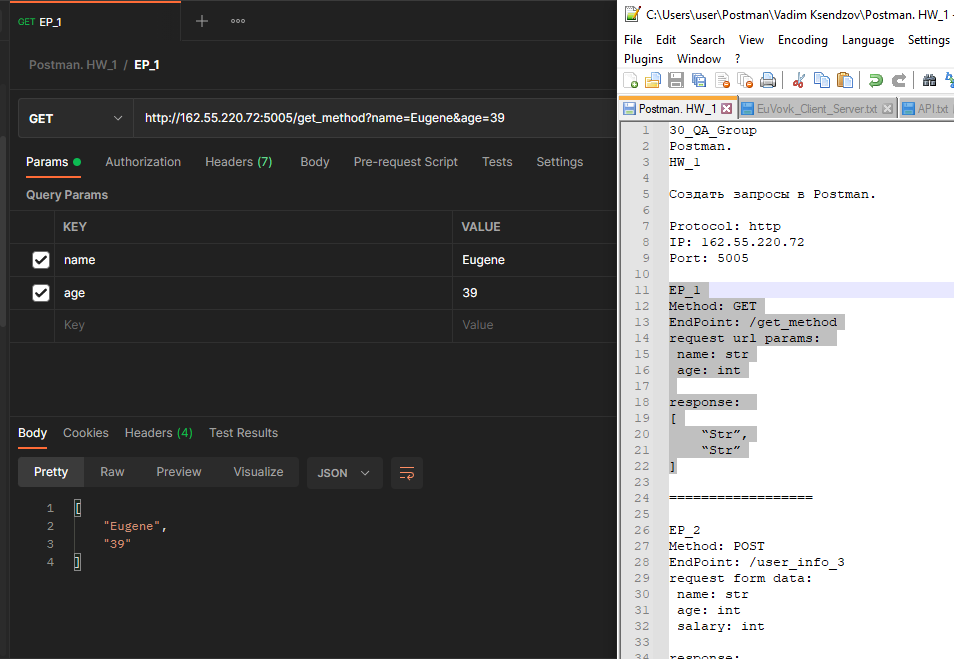 GET EP_1
Postman. HW_1 / EP_1
GET
http://162.55.220.72:5005/get_method?name=Eugene&age=39
Params
Authorization
Headers (7)
Body
Pre-request Script
Tests
Settings
Query Params
KEY
VALUE
name
Eugene
age
39
Key
Value
Body
Cookies
Headers (4)
Test Results
Pretty
Raw
Preview
Visualize
JSON
1 [
2 "Eugene",
3 "39"
4 ]
C:\Users\user\Postman\Vadim Ksendzov\Postman. HW_1 -
File Edit Search View Encoding Language Settings
Plugins Window ?
Postman. HW_1
EuVovk_Client_Server.txt
API.txt
1 30_QA_Group
2 Postman.
3 HW_1
4
5 Создать запросы в Postman.
6
7 Protocol: http
8 IP: 162.55.220.72
9 Port: 5005
10
11 EP_1
12 Method: GET
13 EndPoint: /get_method
14 request url params:
15 name: str
16 age: int
17
18 response:
19 [
20 “Str”,
21 “Str”
22 ]
23
24 ==================
25
26 EP_2
27 Method: POST
28 EndPoint: /user_info_3
29 request form data:
30 name: str
31 age: int
32 salary: int
33
34 response: